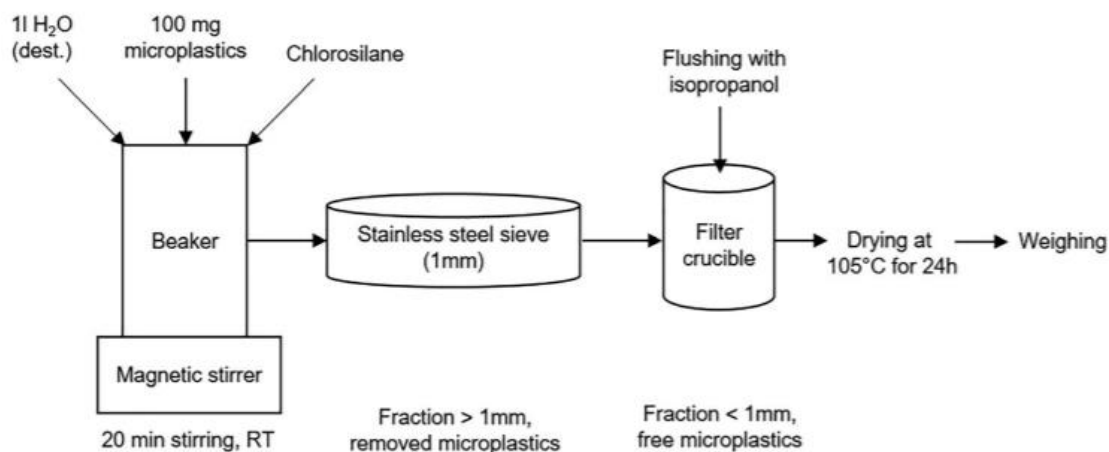 1l H₂O
(dest.)
100 mg
microplastics
Chlorosilane
Flushing with
isopropanol
Beaker
Stainless steel sieve
(1mm)
Filter
crucible
Drying at
105°C for 24h
Weighing
Magnetic stirrer
20 min stirring, RT
Fraction > 1mm,
removed microplastics
Fraction < 1mm,
free microplastics